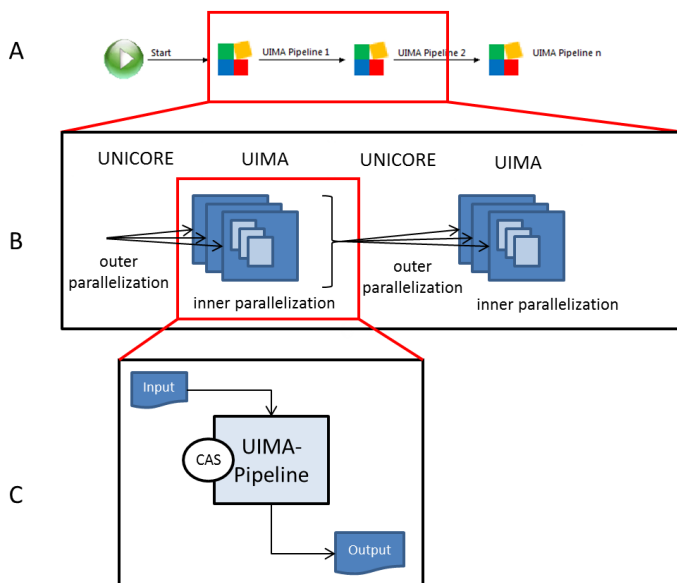 A
Start
UIMA Pipeline 1
UIMA Pipeline 2
UIMA Pipeline n
B
UNICORE
UIMA
UNICORE
UIMA
outer
parallelization
inner parallelization
outer
parallelization
inner parallelization
C
Input
CAS
UIMA-
Pipeline
Output